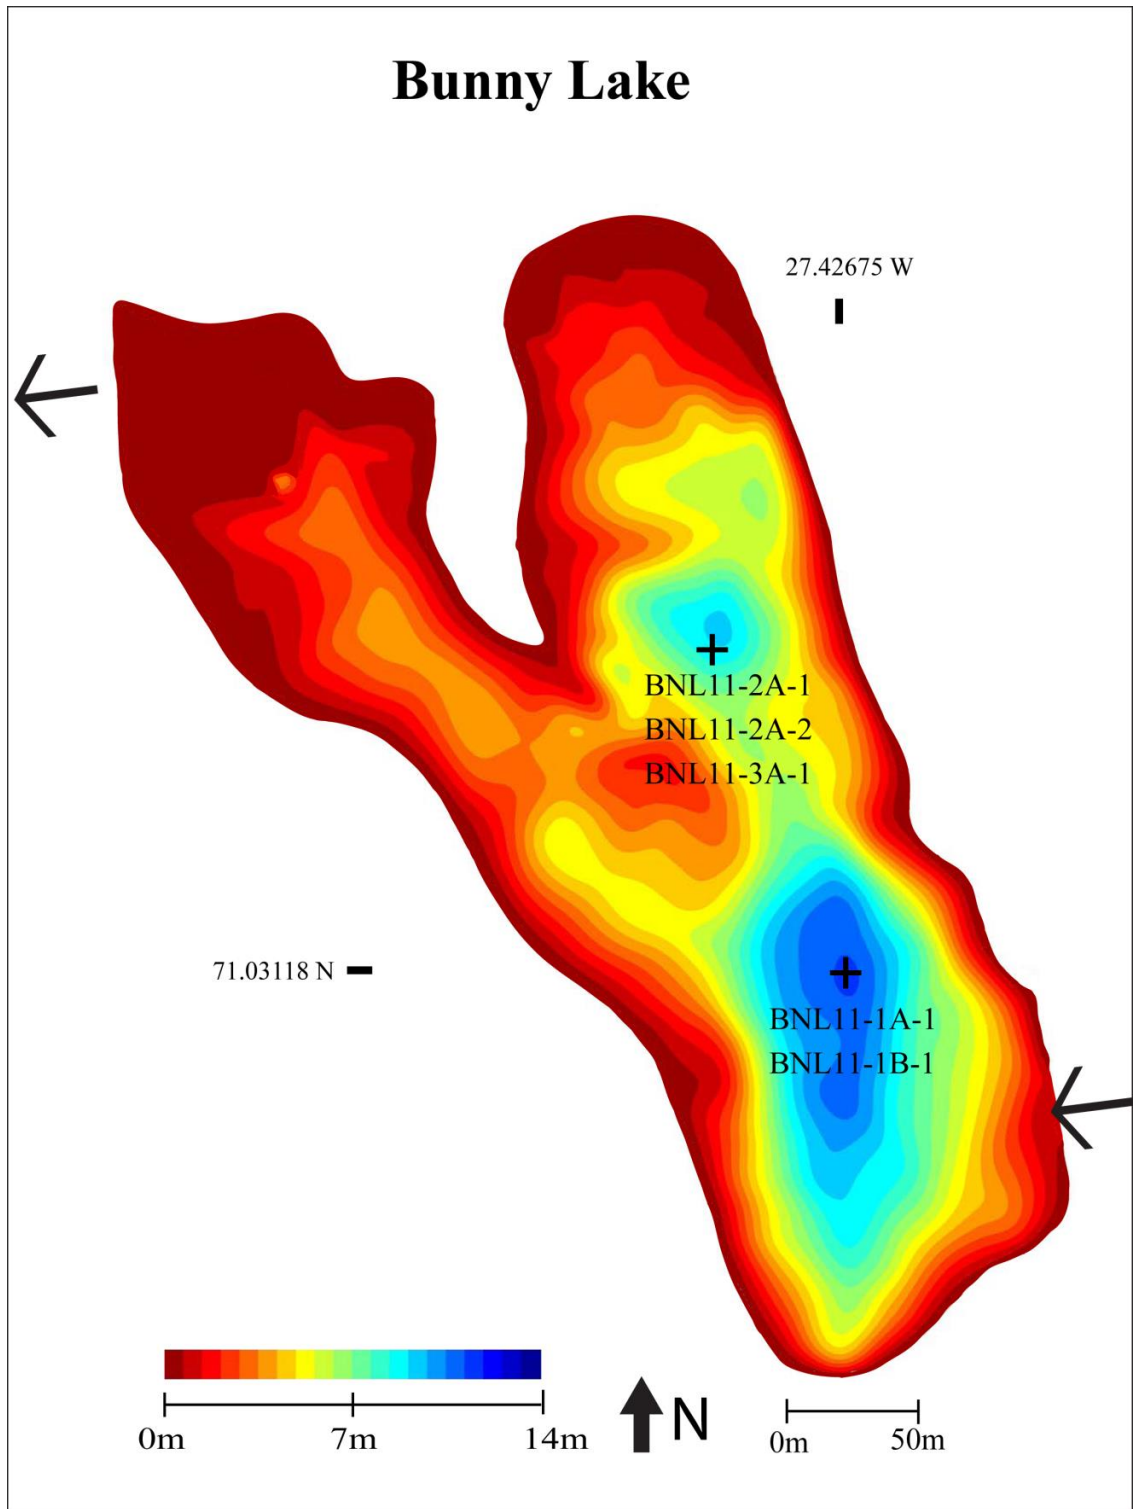 Bunny Lake
27.42675 W
BNL11-2A-1
BNL11-2A-2
BNL11-3A-1
71.03118 N
BNL11-1A-1
BNL11-1B-1
0m 7m 14m
N
0m 50m